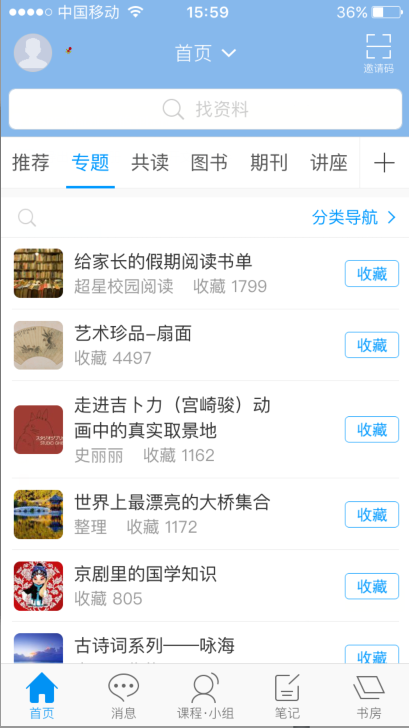 中国移动 15:59 36%
首页
邀请码
找资料
推荐 专题 共读 图书 期刊 讲座
分类导航
给家长的假期阅读书单
超星校园阅读 收藏 1799
收藏
艺术珍品-扇面
收藏 4497
收藏
走进吉卜力（宫崎骏）动
画中的真实取景地
史丽丽 收藏 1162
收藏
世界上最漂亮的大桥集合
整理 收藏 1172
收藏
京剧里的国学知识
收藏 805
收藏
古诗词系列——咏海
收藏
首页 消息 课程·小组 笔记 书房